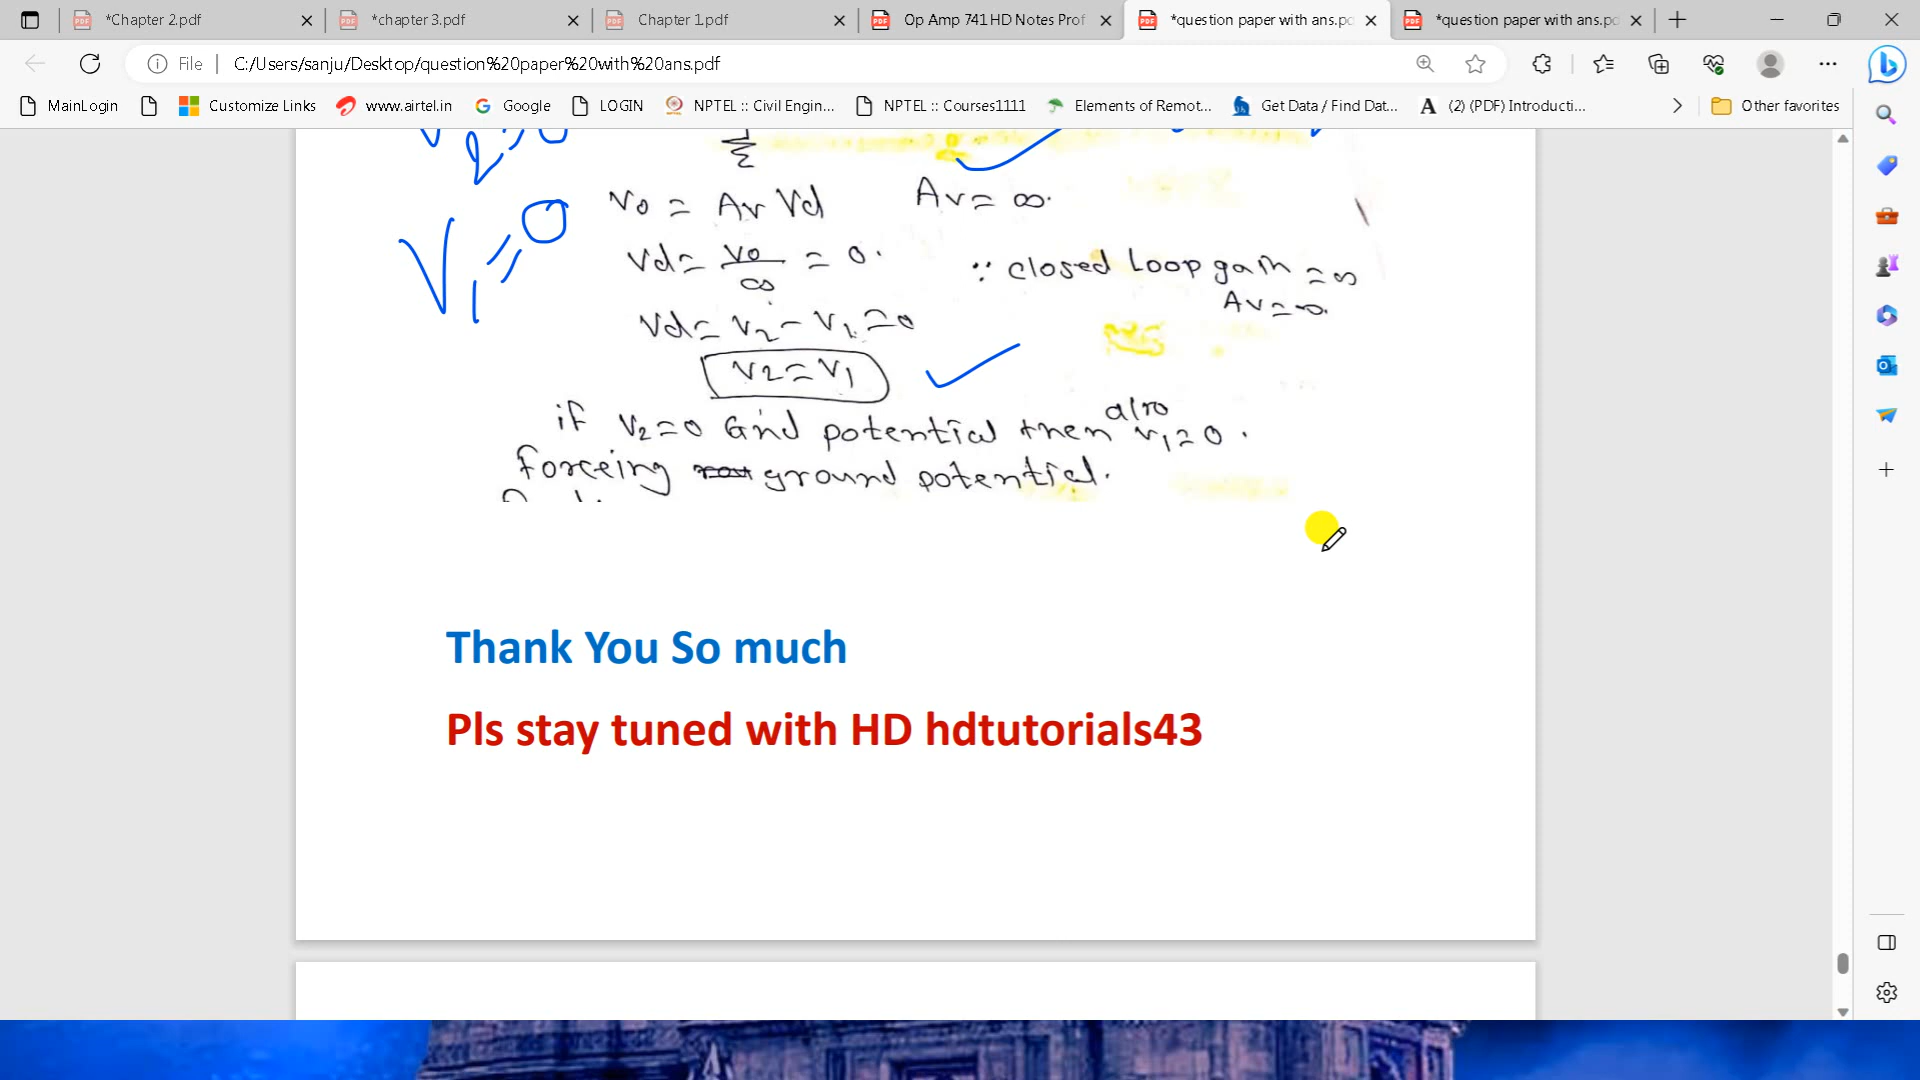 *Chapter 2.pdf
*chapter 3.pdf
Chapter 1.pdf
Op Amp 741 HD Notes Prof
*question paper with ans.pd
*question paper with ans.pd
File
C:/Users/sanju/Desktop/question%20paper%20with%20ans.pdf
MainLogin
Customize Links
www.airtel.in
Google
LOGIN
NPTEL :: Civil Engin...
NPTEL :: Courses1111
Elements of Remot...
Get Data / Find Dat...
(2) (PDF) Introducti...
Other favorites
V1=0
Vo = Av Vd Av = ∞.
Vd = Vo/∞ = 0. ∵ closed Loop gain = ∞
Av = ∞.
Vd = V2 - V1 = 0
V2 = V1
if V2=0 Gnd potential then also V1=0.
forceing ground potential.
Thank You So much
Pls stay tuned with HD hdtutorials43